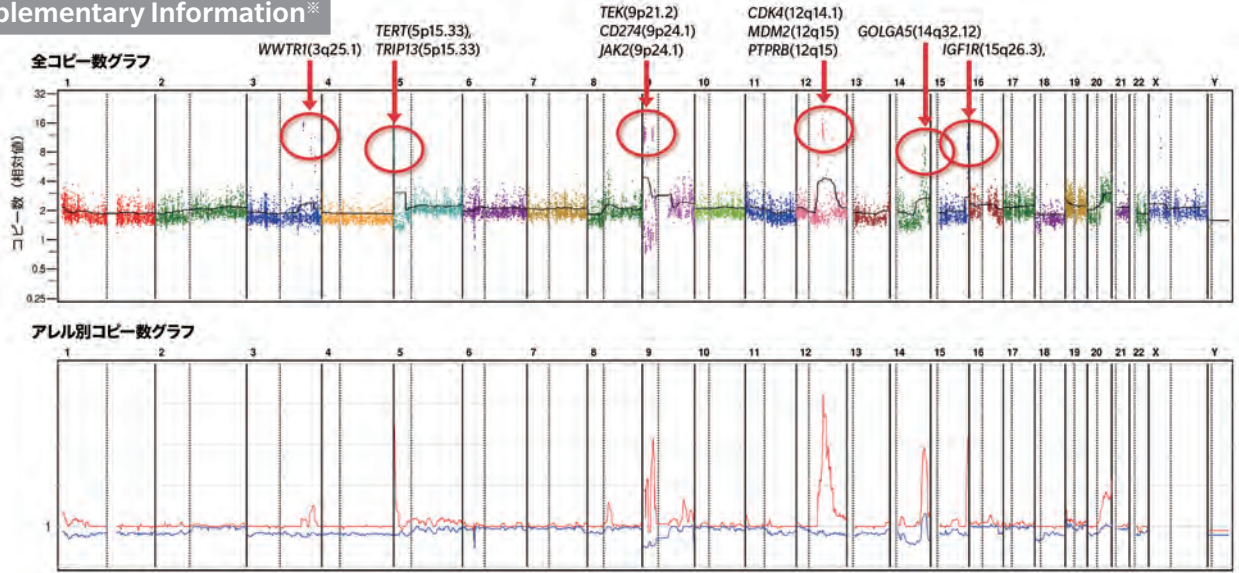 plementary Information※
TEK(9p21.2)
CD274(9p24.1)
JAK2(9p24.1)
CDK4(12q14.1)
MDM2(12q15)
PTPRB(12q15)
TERT(5p15.33),
TRIP13(5p15.33)
WWTR1(3q25.1)
GOLGA5(14q32.12)
IGF1R(15q26.3),
全コピー数グラフ
1 2 3 4 5 6 7 8 9 10 11 12 13 14 15 16 17 18 19 20 21 22 X Y
コピー数（相対値）
32
16
8
4
2
1
0.5
0.25
アレル別コピー数グラフ
1 2 3 4 5 6 7 8 9 10 11 12 13 14 15 16 17 18 19 20 21 22 X Y
1